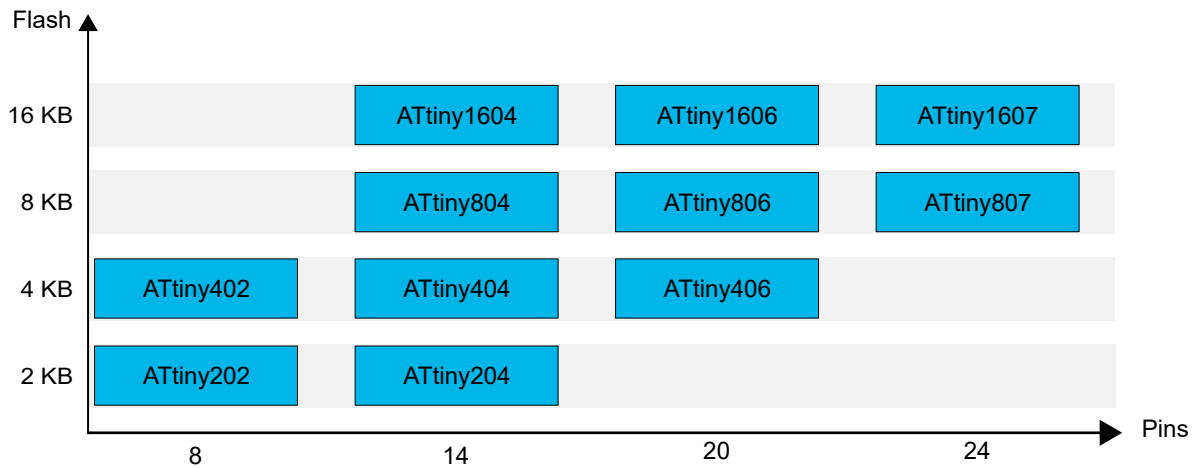 Flash
16 KB ATtiny1604 ATtiny1606 ATtiny1607
8 KB ATtiny804 ATtiny806 ATtiny807
4 KB ATtiny402 ATtiny404 ATtiny406
2 KB ATtiny202 ATtiny204
Pins
8 14 20 24